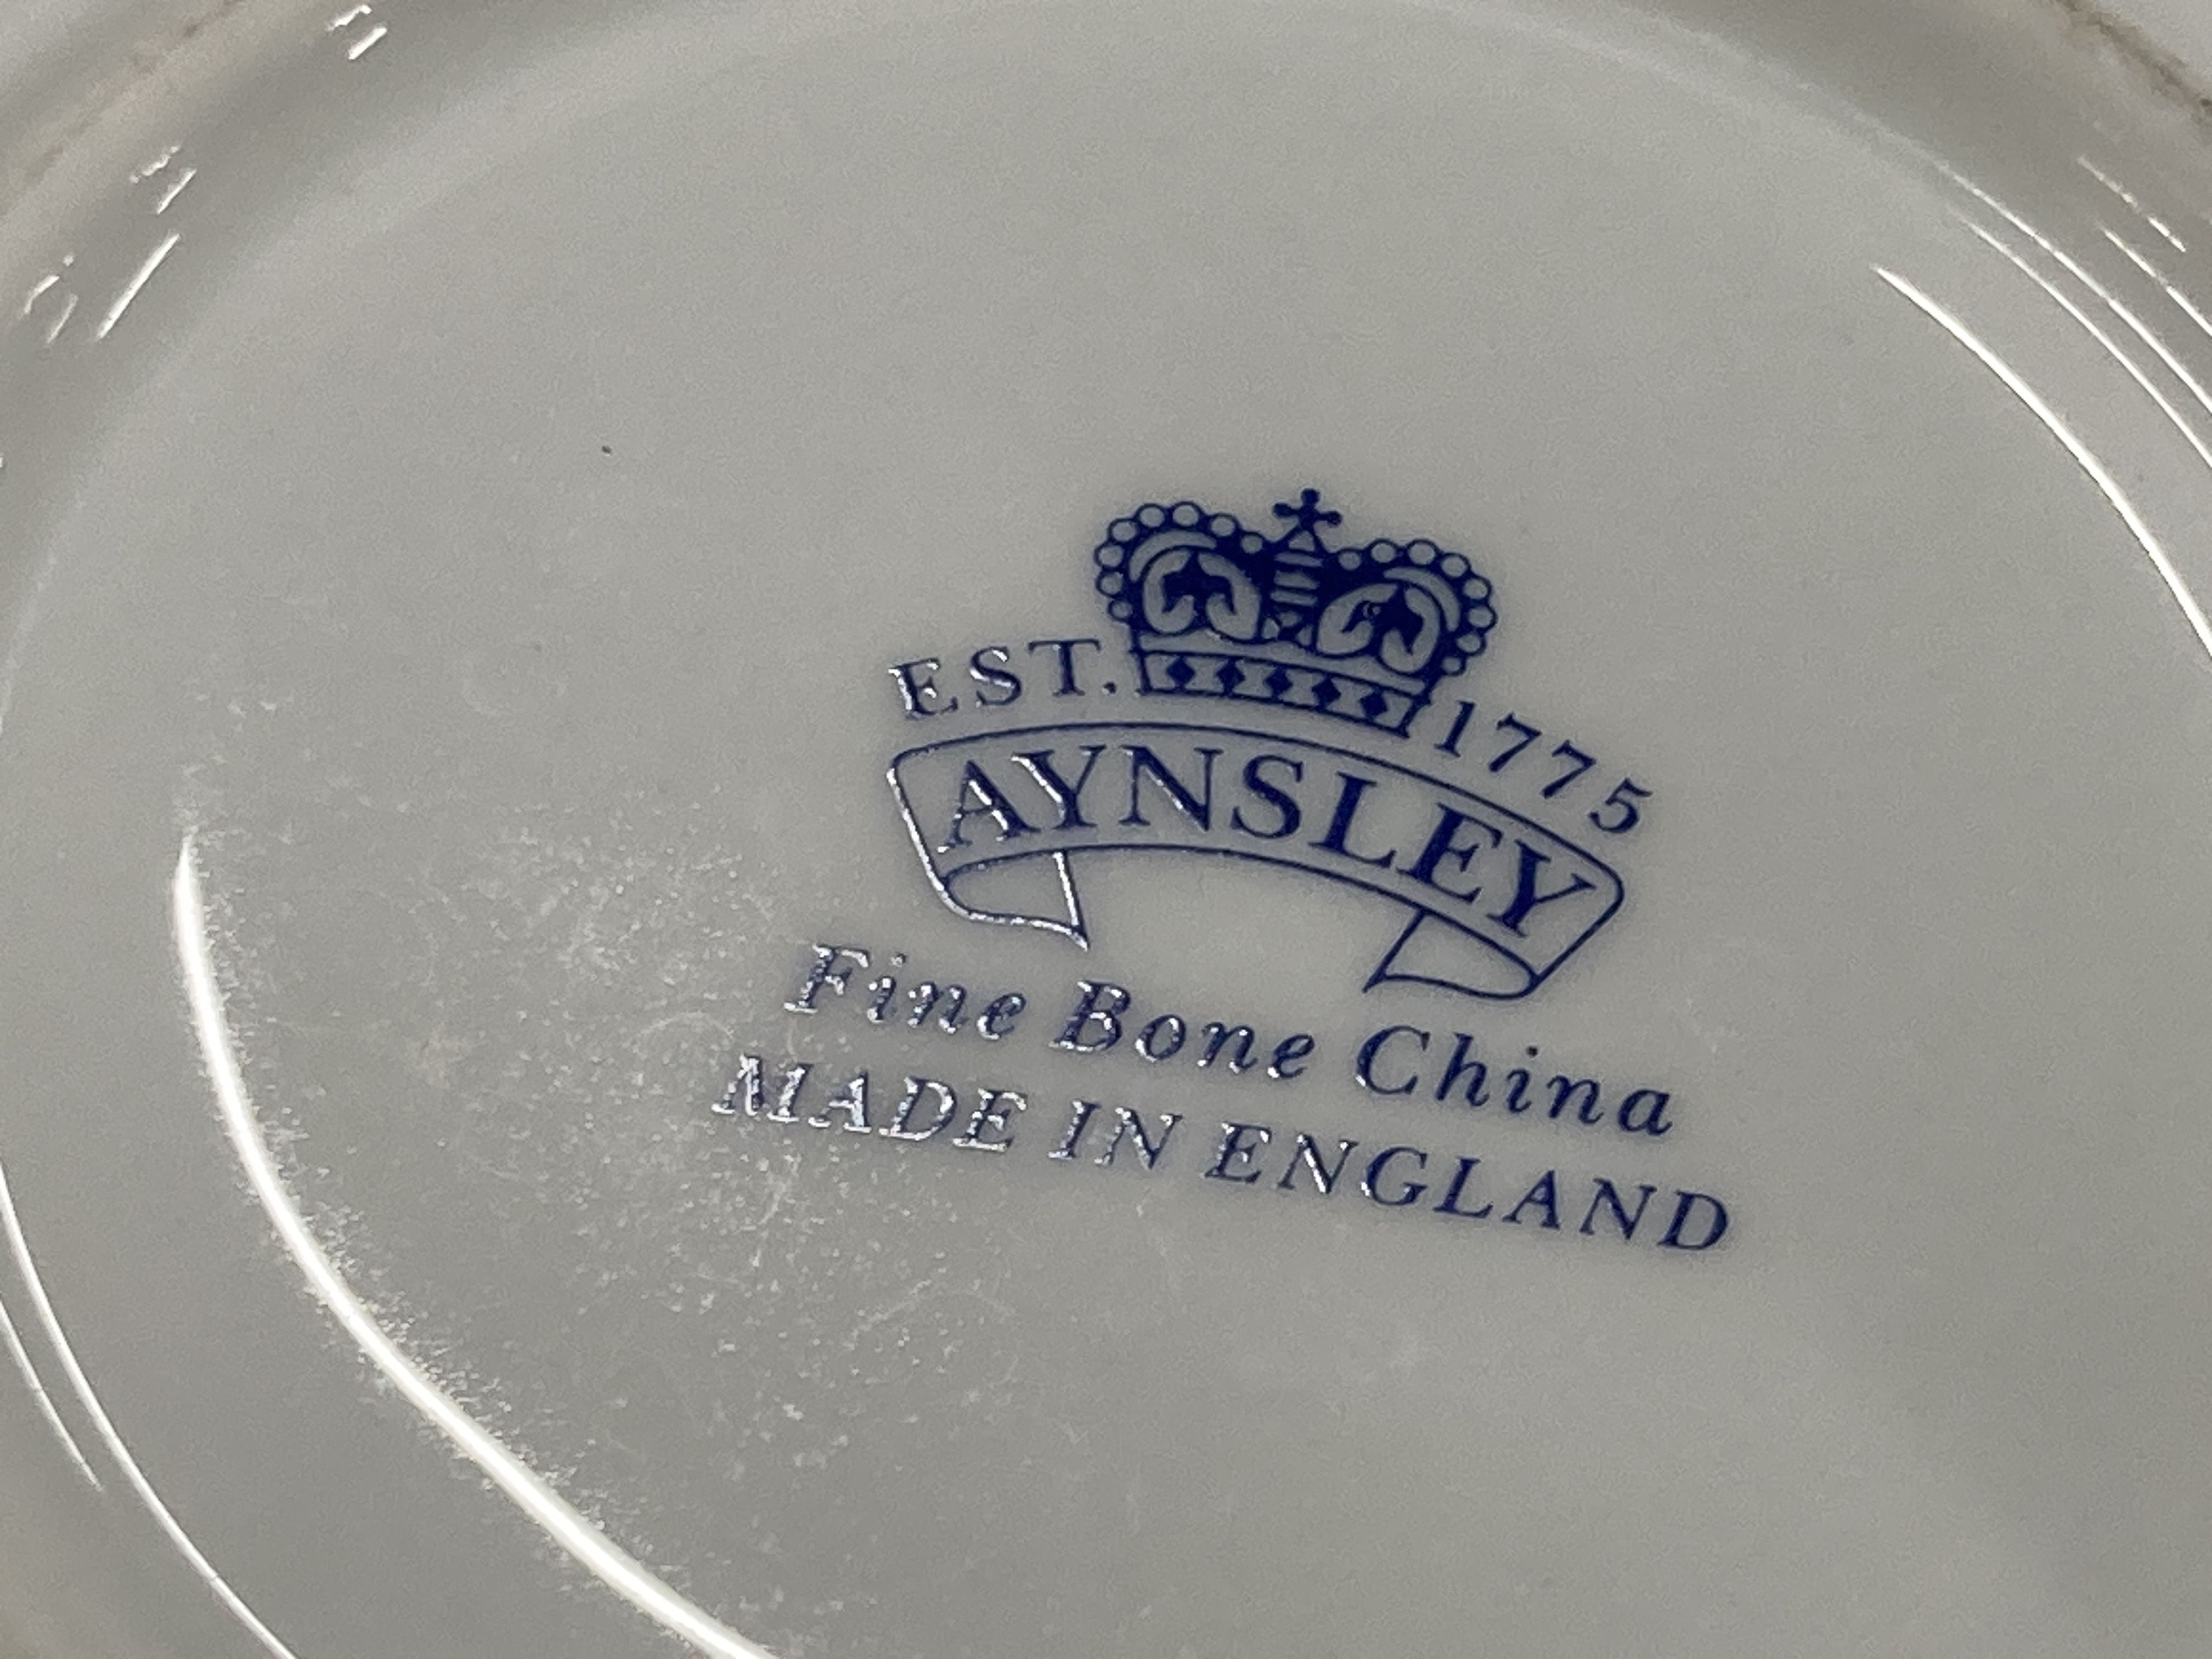 EST. 1775
AYNSLEY
Fine Bone China
MADE IN ENGLAND